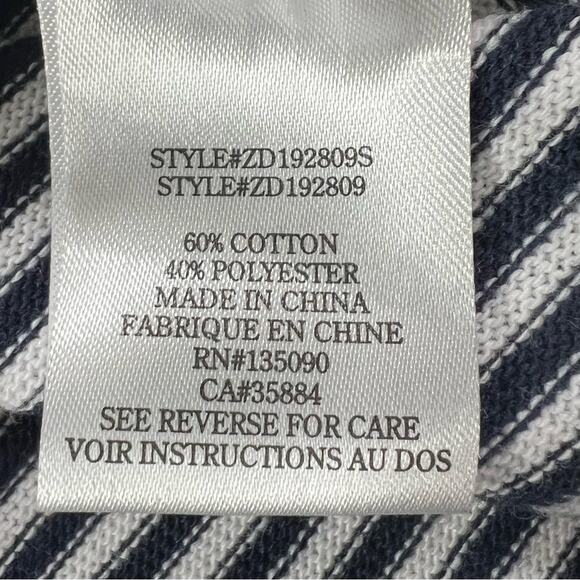 STYLE#ZD192809S
STYLE#ZD192809
60% COTTON
40% POLYESTER
MADE IN CHINA
FABRIQUE EN CHINE
RN#135090
CA#35884
SEE REVERSE FOR CARE
VOIR INSTRUCTIONS AU DOS